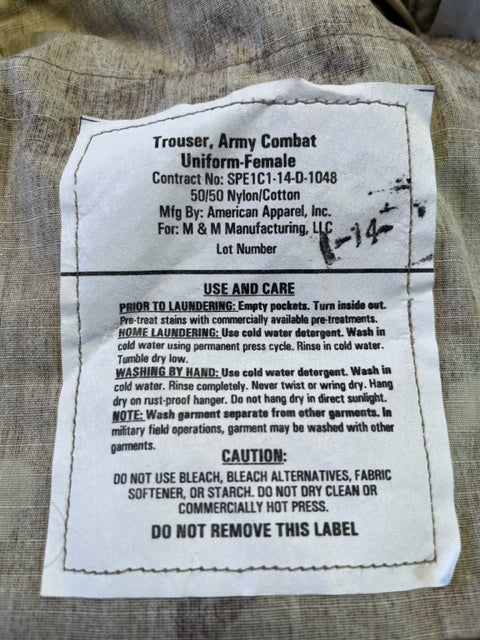 Trouser, Army Combat
Uniform-Female
Contract No: SPE1C1-14-D-1048
50/50 Nylon/Cotton
Mfg By: American Apparel, Inc.
For: M & M Manufacturing, LLC
Lot Number
USE AND CARE
PRIOR TO LAUNDERING: Empty pockets. Turn inside out.
Pre-treat stains with commercially available pre-treatments.
HOME LAUNDERING: Use cold water detergent. Wash in
cold water using permanent press cycle. Rinse in cold water.
Tumble dry low.
WASHING BY HAND: Use cold water detergent. Wash in
cold water. Rinse completely. Never twist or wring dry. Hang
dry on rust-proof hanger. Do not hang dry in direct sunlight.
NOTE: Wash garment separate from other garments. In
military field operations, garment may be washed with other
garments.
CAUTION:
DO NOT USE BLEACH, BLEACH ALTERNATIVES, FABRIC
SOFTENER, OR STARCH. DO NOT DRY CLEAN OR
COMMERCIALLY HOT PRESS.
DO NOT REMOVE THIS LABEL